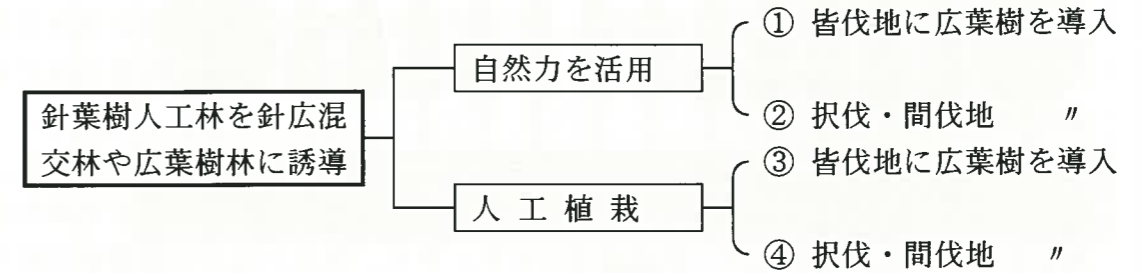 針葉樹人工林を針広混
交林や広葉樹林に誘導
自然力を活用
① 皆伐地に広葉樹を導入
② 択伐・間伐地 〃
人工植栽
③ 皆伐地に広葉樹を導入
④ 択伐・間伐地 〃